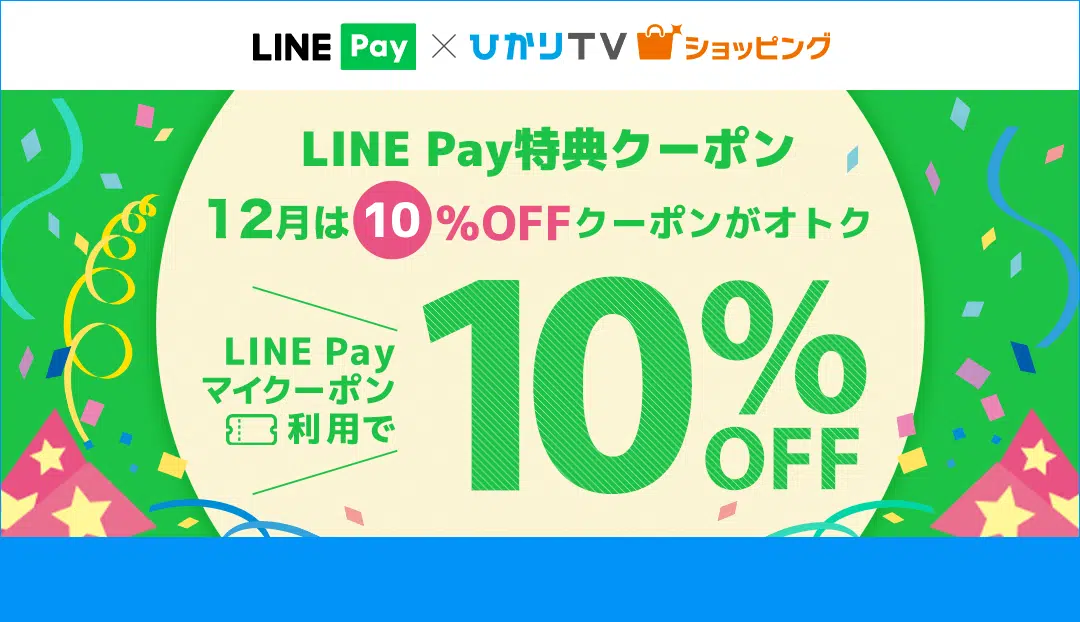 LINE Pay × ひかりTV ショッピング
LINE Pay特典クーポン
12月は10%OFFクーポンがオトク
LINE Pay
マイクーポン
利用で
10%
OFF